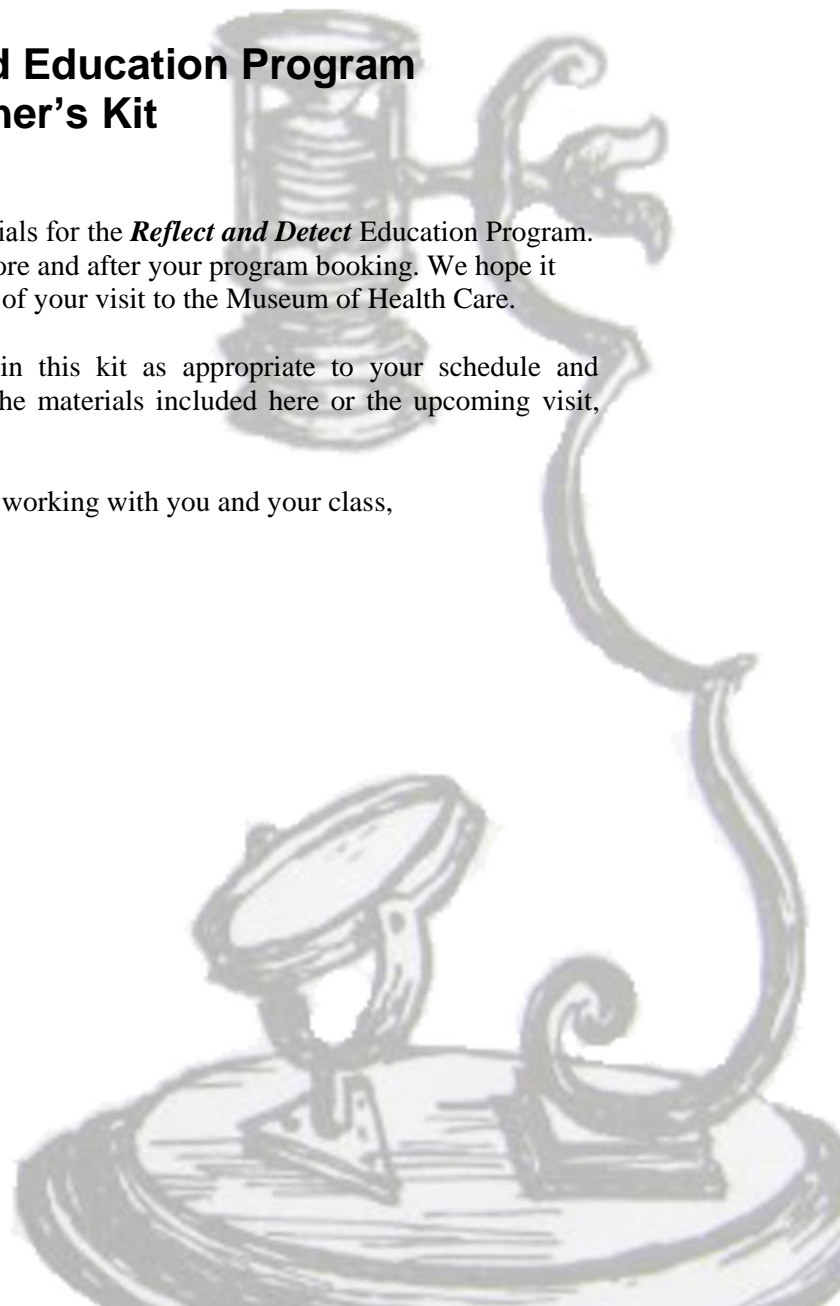 d Education Program
ner’s Kit
ials for the Reflect and Detect Education Program.
ore and after your program booking. We hope it
of your visit to the Museum of Health Care.
in this kit as appropriate to your schedule and
he materials included here or the upcoming visit,
working with you and your class,